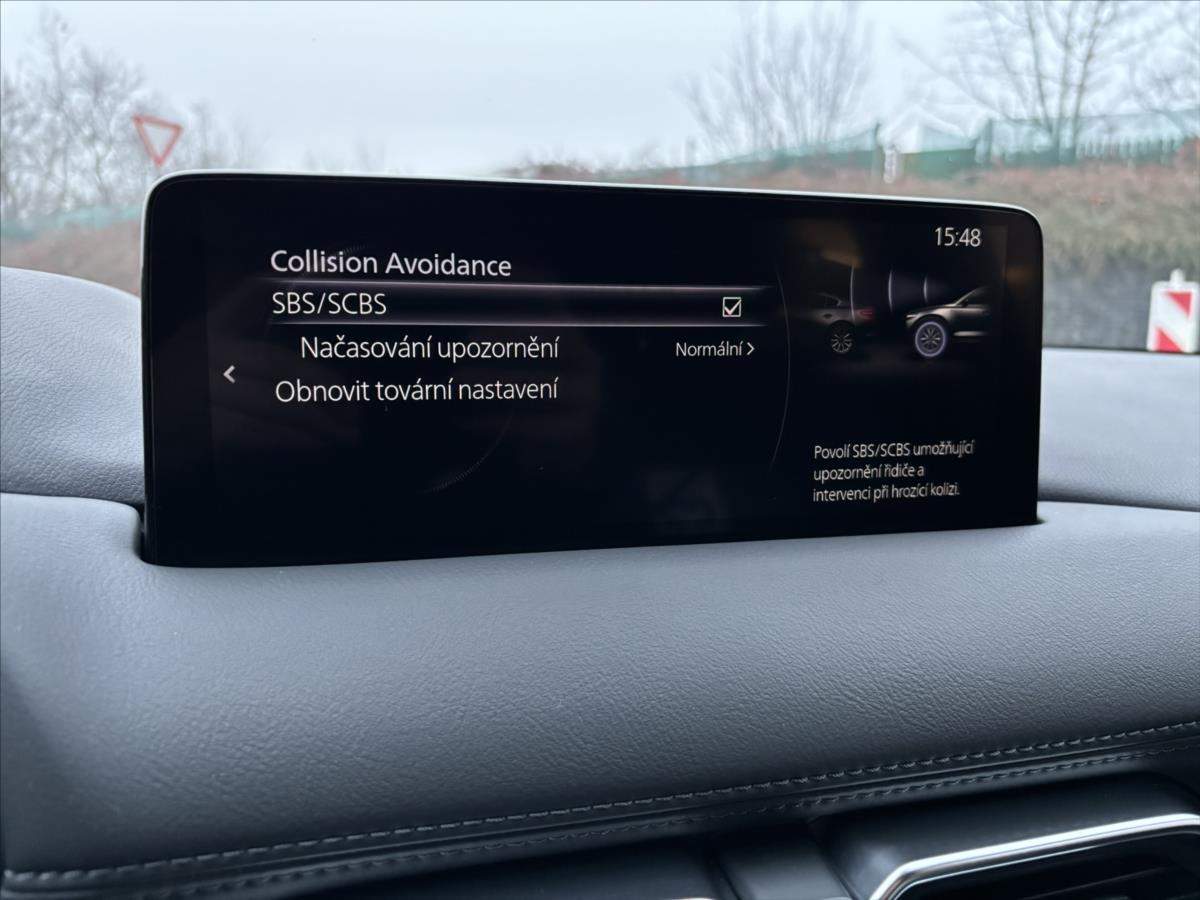 15:48
Collision Avoidance
SBS/SCBS
Načasování upozornění Normální
Obnovit tovární nastavení
Povolí SBS/SCBS umožňující
upozornění řidiče a
intervenci při hrozící kolizi.